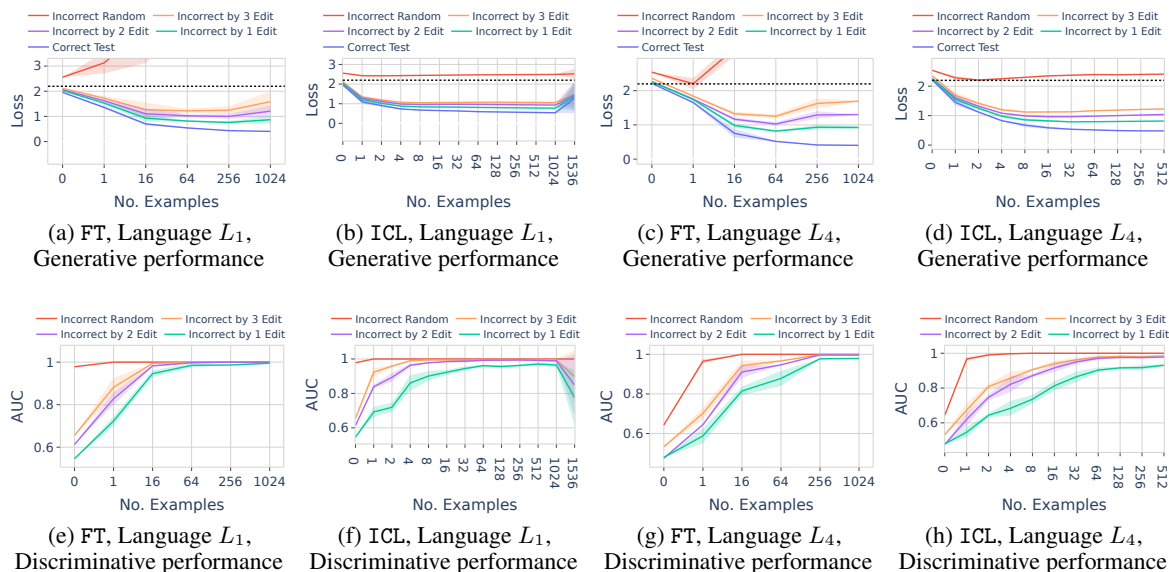 Incorrect Random
Incorrect by 3 Edit
Incorrect by 2 Edit
Incorrect by 1 Edit
Correct Test
3
2
1
0
Loss
0 1 16 64 256 1024
No. Examples
(a) FT, Language L1,
Generative performance
Incorrect Random
Incorrect by 3 Edit
Incorrect by 2 Edit
Incorrect by 1 Edit
Correct Test
3
2
1
0
Loss
0 1 2 4 8 16 64 128 256 512 1024 1536
No. Examples
(b) ICL, Language L1,
Generative performance
Incorrect Random
Incorrect by 3 Edit
Incorrect by 2 Edit
Incorrect by 1 Edit
Correct Test
3
2
1
0
Loss
0 1 16 64 256 1024
No. Examples
(c) FT, Language L4,
Generative performance
Incorrect Random
Incorrect by 3 Edit
Incorrect by 2 Edit
Incorrect by 1 Edit
Correct Test
3
2
1
0
Loss
0 1 2 4 8 16 32 64 128 256 512
No. Examples
(d) ICL, Language L4,
Generative performance
Incorrect Random
Incorrect by 3 Edit
Incorrect by 2 Edit
Incorrect by 1 Edit
1
0.8
0.6
AUC
0 1 16 64 256 1024
No. Examples
(e) FT, Language L1,
Discriminative performance
Incorrect Random
Incorrect by 3 Edit
Incorrect by 2 Edit
Incorrect by 1 Edit
1
0.8
0.6
AUC
0 1 2 4 8 16 32 64 128 256 512 1024 1536
No. Examples
(f) ICL, Language L1,
Discriminative performance
Incorrect Random
Incorrect by 3 Edit
Incorrect by 2 Edit
Incorrect by 1 Edit
1
0.8
0.6
AUC
0 1 16 64 256 1024
No. Examples
(g) FT, Language L4,
Discriminative performance
Incorrect Random
Incorrect by 3 Edit
Incorrect by 2 Edit
Incorrect by 1 Edit
1
0.8
0.6
AUC
0 1 2 4 8 16 32 64 128 256 512
No. Examples
(h) ICL, Language L4,
Discriminative performance